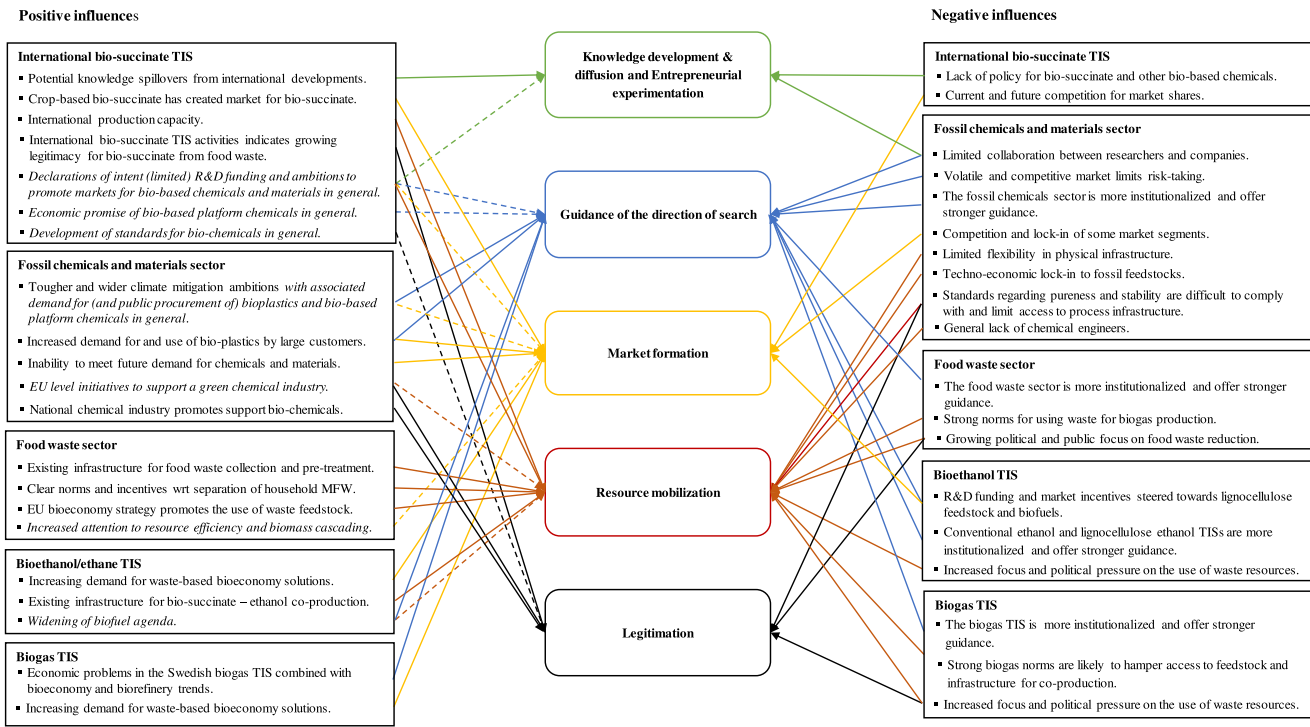 Positive influences
International bio-succinate TIS
▪ Potential knowledge spillovers from international developments.
▪ Crop-based bio-succinate has created market for bio-succinate.
▪ International production capacity.
▪ International bio-succinate TIS activities indicates growing
legitimacy for bio-succinate from food waste.
▪ Declarations of intent (limited) R&D funding and ambitions to
promote markets for bio-based chemicals and materials in general.
▪ Economic promise of bio-based platform chemicals in general.
▪ Development of standards for bio-chemicals in general.
Fossil chemicals and materials sector
▪ Tougher and wider climate mitigation ambitions with associated
demand for (and public procurement of) bioplastics and bio-based
platform chemicals in general.
▪ Increased demand for and use of bio-plastics by large customers.
▪ Inability to meet future demand for chemicals and materials.
▪ EU level initiatives to support a green chemical industry.
▪ National chemical industry promotes support bio-chemicals.
Food waste sector
▪ Existing infrastructure for food waste collection and pre-treatment.
▪ Clear norms and incentives wrt separation of household MFW.
▪ EU bioeconomy strategy promotes the use of waste feedstock.
▪ Increased attention to resource efficiency and biomass cascading.
Bioethanol/ethane TIS
▪ Increasing demand for waste-based bioeconomy solutions.
▪ Existing infrastructure for bio-succinate – ethanol co-production.
▪ Widening of biofuel agenda.
Biogas TIS
▪ Economic problems in the Swedish biogas TIS combined with
bioeconomy and biorefinery trends.
▪ Increasing demand for waste-based bioeconomy solutions.
Knowledge development &
diffusion and Entrepreneurial
experimentation
Guidance of the direction of search
Market formation
Resource mobilization
Legitimation
Negative influences
International bio-succinate TIS
▪ Lack of policy for bio-succinate and other bio-based chemicals.
▪ Current and future competition for market shares.
Fossil chemicals and materials sector
▪ Limited collaboration between researchers and companies.
▪ Volatile and competitive market limits risk-taking.
▪ The fossil chemicals sector is more institutionalized and offer
stronger guidance.
▪ Competition and lock-in of some market segments.
▪ Limited flexibility in physical infrastructure.
▪ Techno-economic lock-in to fossil feedstocks.
▪ Standards regarding pureness and stability are difficult to comply
with and limit access to process infrastructure.
▪ General lack of chemical engineers.
Food waste sector
▪ The food waste sector is more institutionalized and offer stronger
guidance.
▪ Strong norms for using waste for biogas production.
▪ Growing political and public focus on food waste reduction.
Bioethanol TIS
▪ R&D funding and market incentives steered towards lignocellulose
feedstock and biofuels.
▪ Conventional ethanol and lignocellulose ethanol TISs are more
institutionalized and offer stronger guidance.
▪ Increased focus and political pressure on the use of waste resources.
Biogas TIS
▪ The biogas TIS is more institutionalized and offer stronger
guidance.
▪ Strong biogas norms are likely to hamper access to feedstock and
infrastructure for co-production.
▪ Increased focus and political pressure on the use of waste resources.